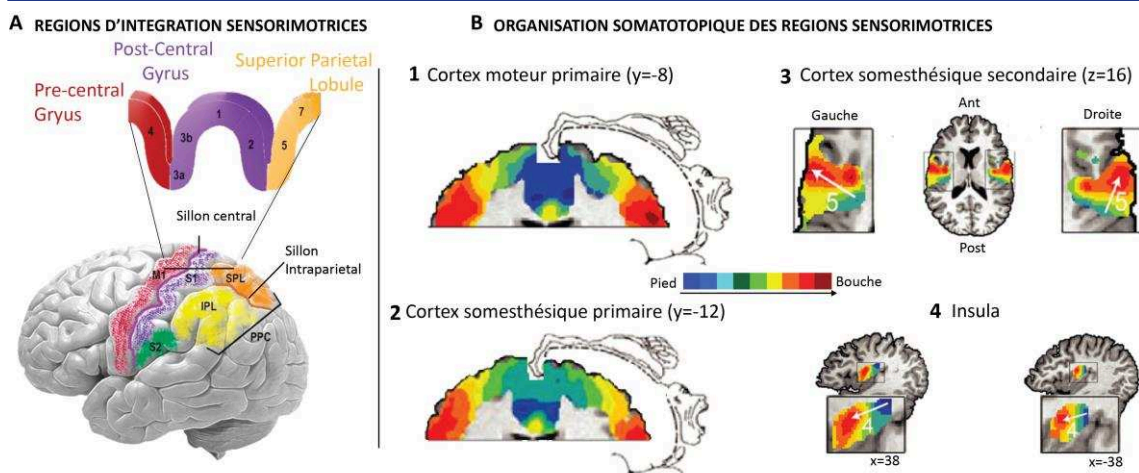 A REGIONS D'INTEGRATION SENSORIMOTRICES
Post-Central
Gyrus
Superior Parietal
Lobule
Pre-central
Gryus
4
3a
3b
1
2
5
7
Sillon central
Sillon
Intraparietal
M1
S1
SPL
IPL
S2
PPC
B ORGANISATION SOMATOTOPIQUE DES REGIONS SENSORIMOTRICES
1 Cortex moteur primaire (y=-8)
Pied
Bouche
2 Cortex somesthésique primaire (y=-12)
3 Cortex somesthésique secondaire (z=16)
Gauche
Ant
Droite
5
5
Post
4 Insula
4
x=38
4
x=-38